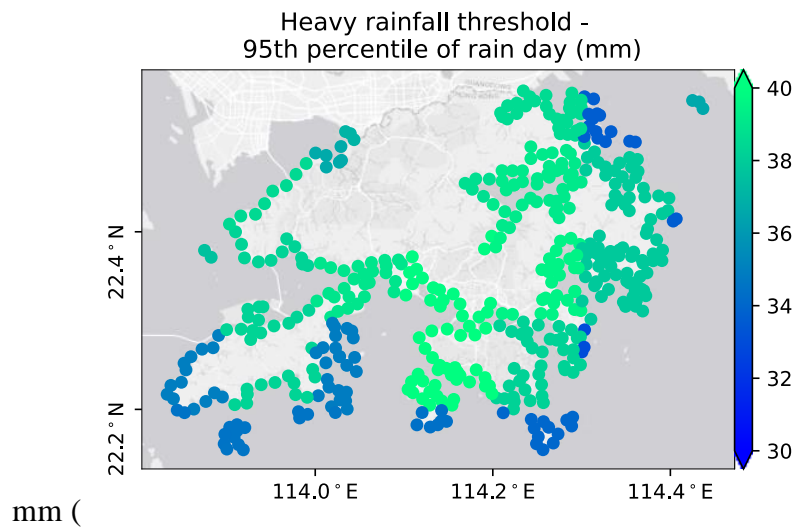 Heavy rainfall threshold -
95th percentile of rain day (mm)
40
38
36
34
32
30
22.4°N
22.2°N
114.0°E
114.2°E
114.4°E
mm (